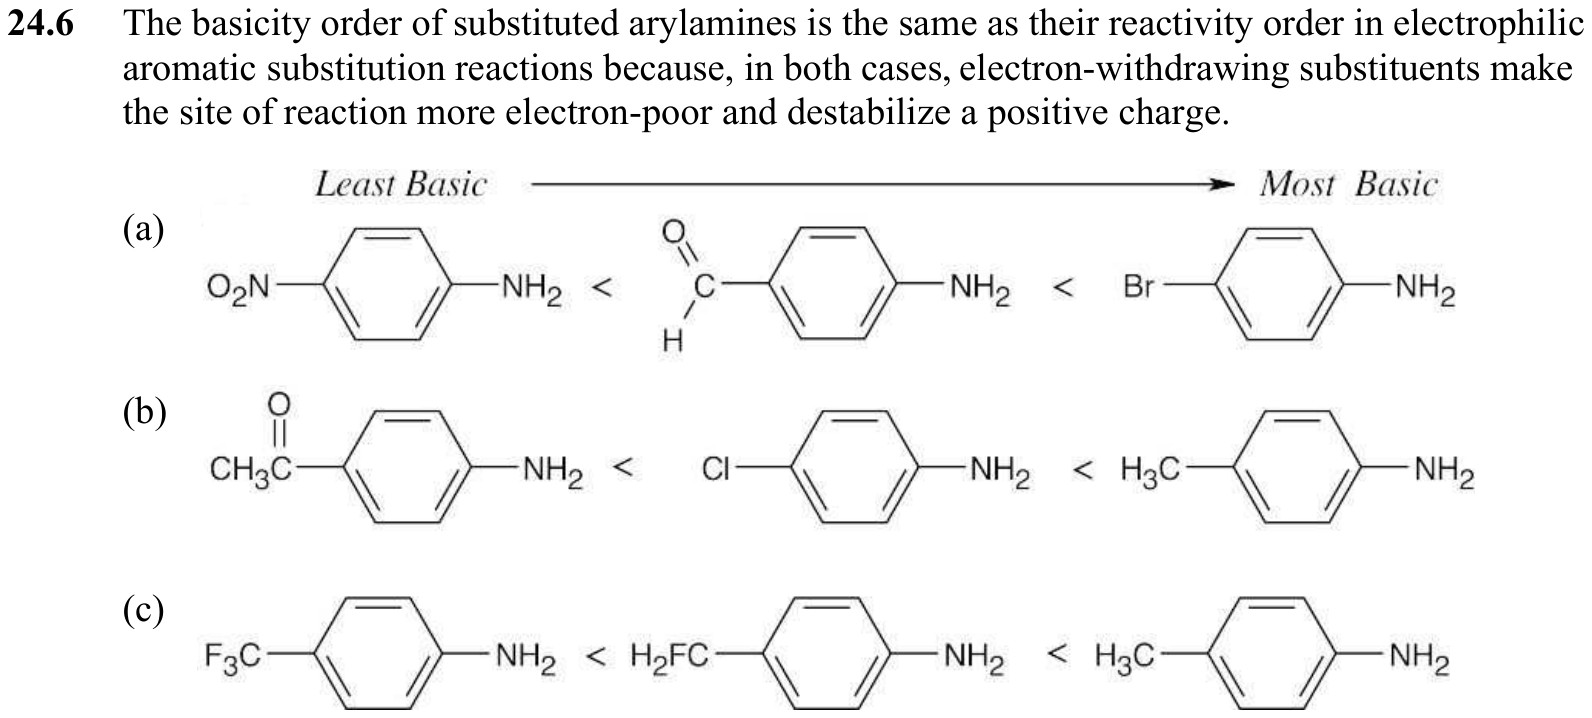 24.6 The basicity order of substituted arylamines is the same as their reactivity order in electrophilic
aromatic substitution reactions because, in both cases, electron-withdrawing substituents make
the site of reaction more electron-poor and destabilize a positive charge.
Least Basic Most Basic
(a)
O₂N NH₂ < O C H NH₂ < Br NH₂
(b)
CH₃C O NH₂ < Cl NH₂ < H₃C NH₂
(c)
F₃C NH₂ < H₂FC NH₂ < H₃C NH₂